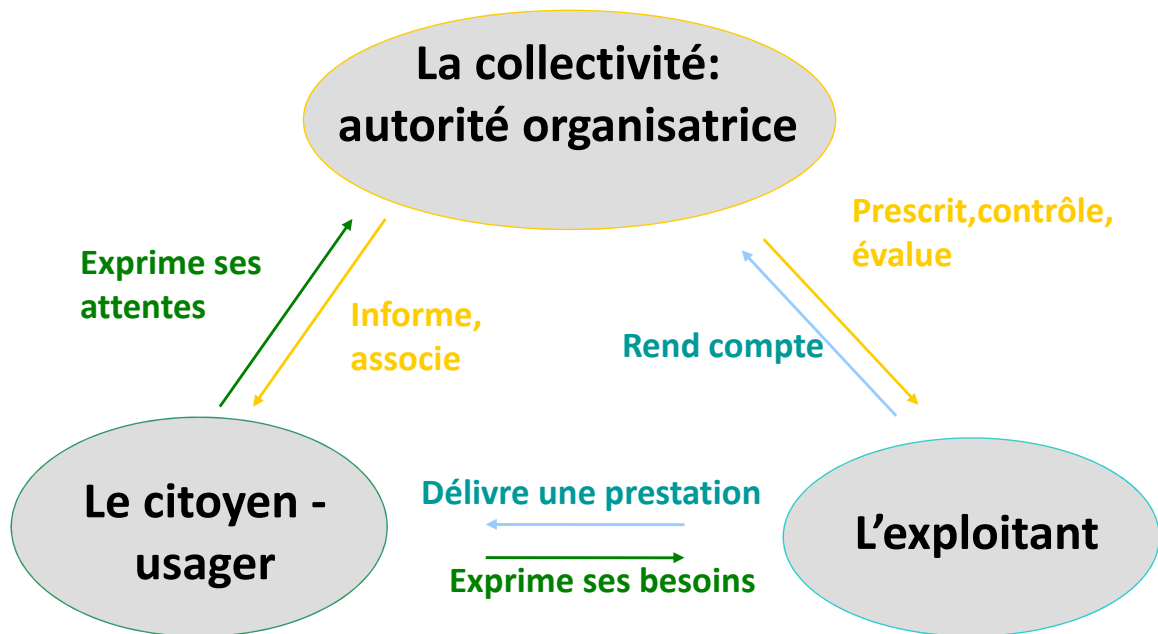 La collectivité:
autorité organisatrice
Prescrit,contrôle,
évalue
Exprime ses
attentes
Informe,
associe
Rend compte
Le citoyen -
usager
Délivre une prestation
Exprime ses besoins
L’exploitant